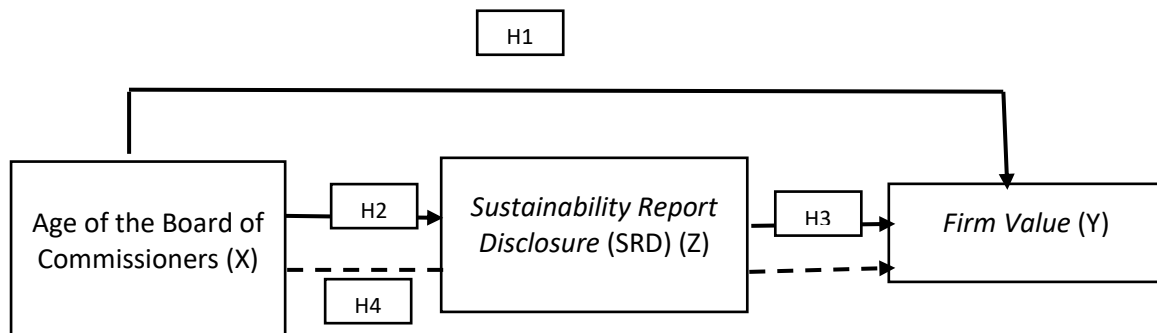 H1
Age of the Board of
Commissioners (X)
H2
Sustainability Report
Disclosure (SRD) (Z)
H3
Firm Value (Y)
H4